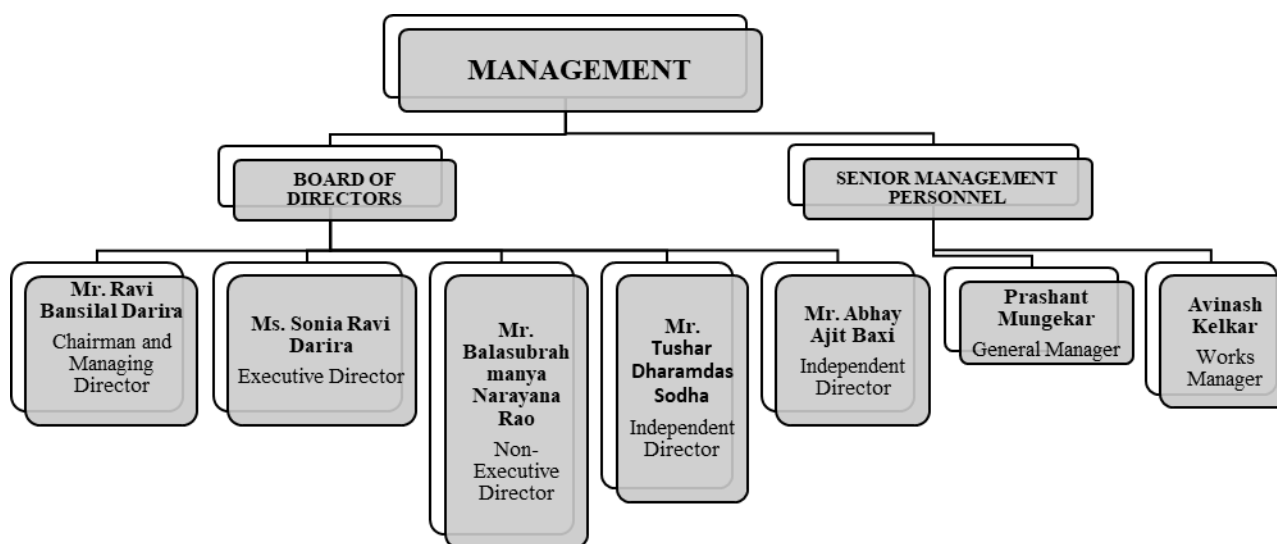 MANAGEMENT
BOARD OF
DIRECTORS
SENIOR MANAGEMENT
PERSONNEL
Mr. Ravi
Bansilal Darira
Chairman and
Managing
Director
Ms. Sonia Ravi
Darira
Executive Director
Mr.
Balasubrah
manya
Narayana
Rao
Non-
Executive
Director
Mr.
Tushar
Dharamdas
Sodha
Independent
Director
Mr. Abhay
Ajit Baxi
Independent
Director
Prashant
Mungekar
General Manager
Avinash
Kelkar
Works
Manager